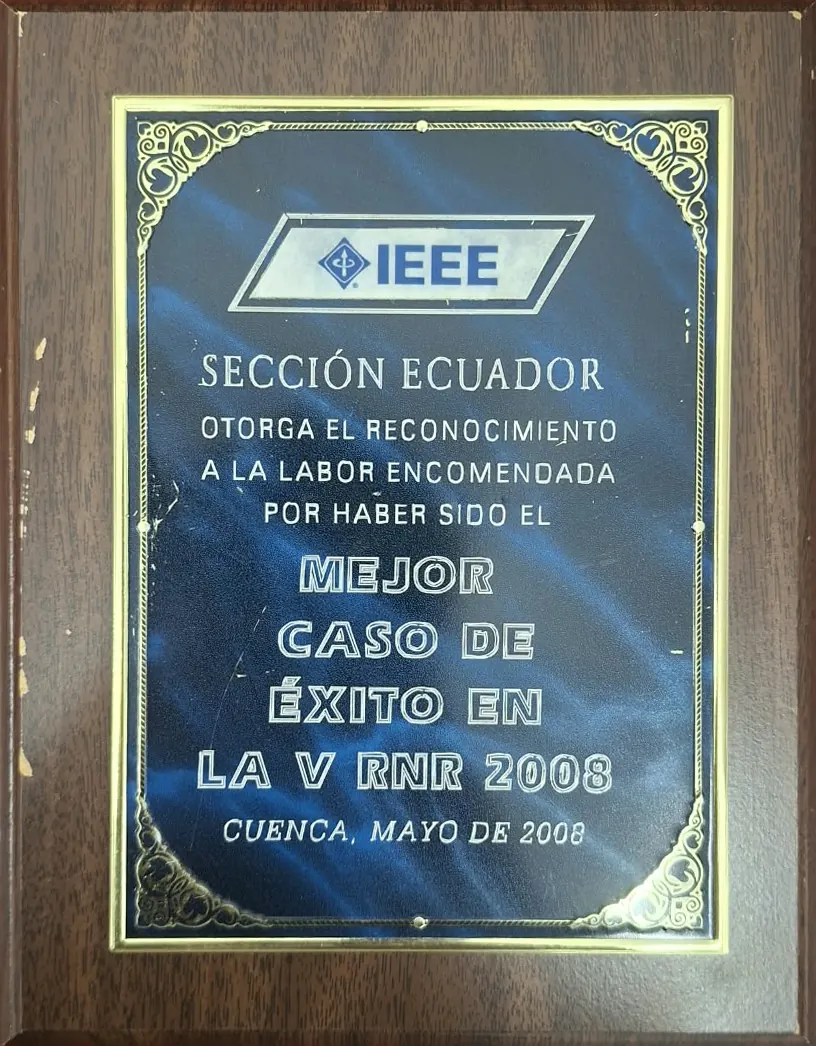 IEEE
SECCIÓN ECUADOR
OTORGA EL RECONOCIMIENTO
A LA LABOR ENCOMENDADA
POR HABER SIDO EL
MEJOR
CASO DE
ÉXITO EN
LA V RNR 2008
CUENCA, MAYO DE 2008